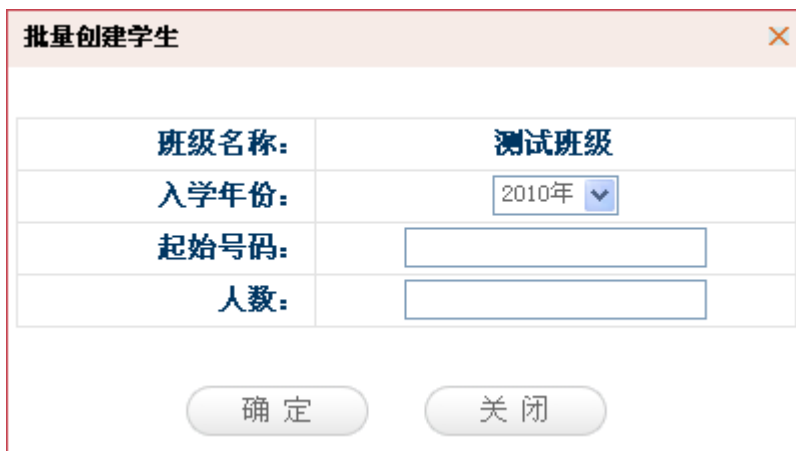 批量创建学生
班级名称： 测试班级
入学年份： 2010年
起始号码：
人数：
确 定 关 闭